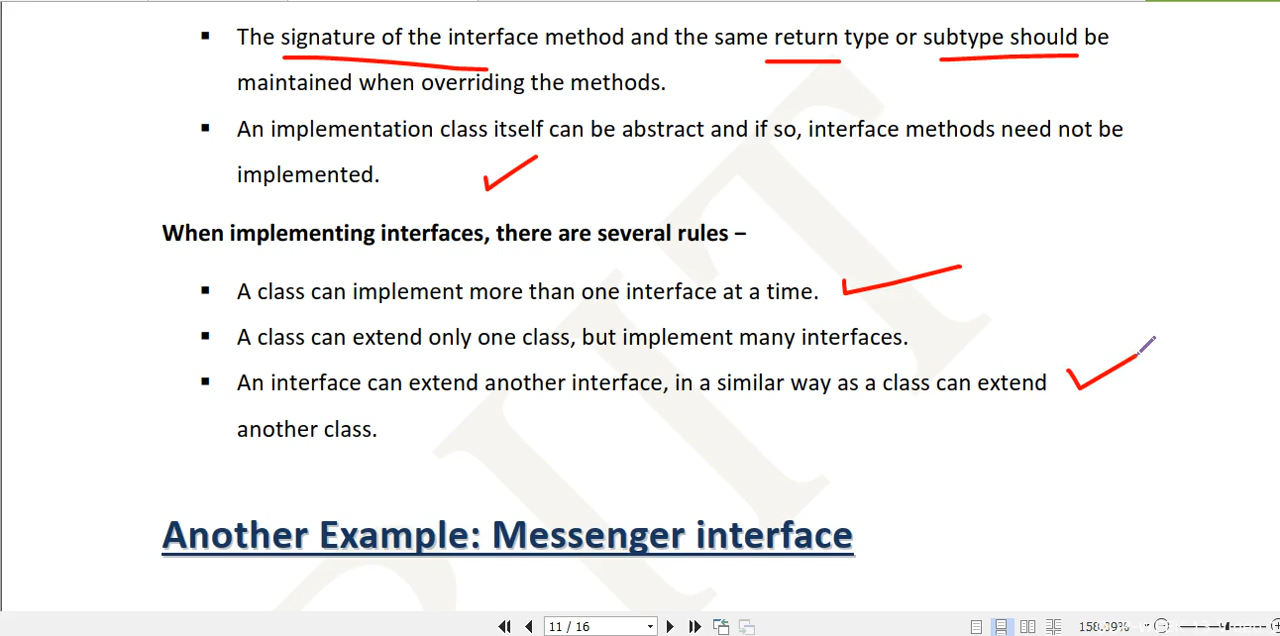 ▪ The signature of the interface method and the same return type or subtype should be
maintained when overriding the methods.
▪ An implementation class itself can be abstract and if so, interface methods need not be
implemented.
When implementing interfaces, there are several rules –
▪ A class can implement more than one interface at a time.
▪ A class can extend only one class, but implement many interfaces.
▪ An interface can extend another interface, in a similar way as a class can extend
another class.
Another Example: Messenger interface
11 / 16